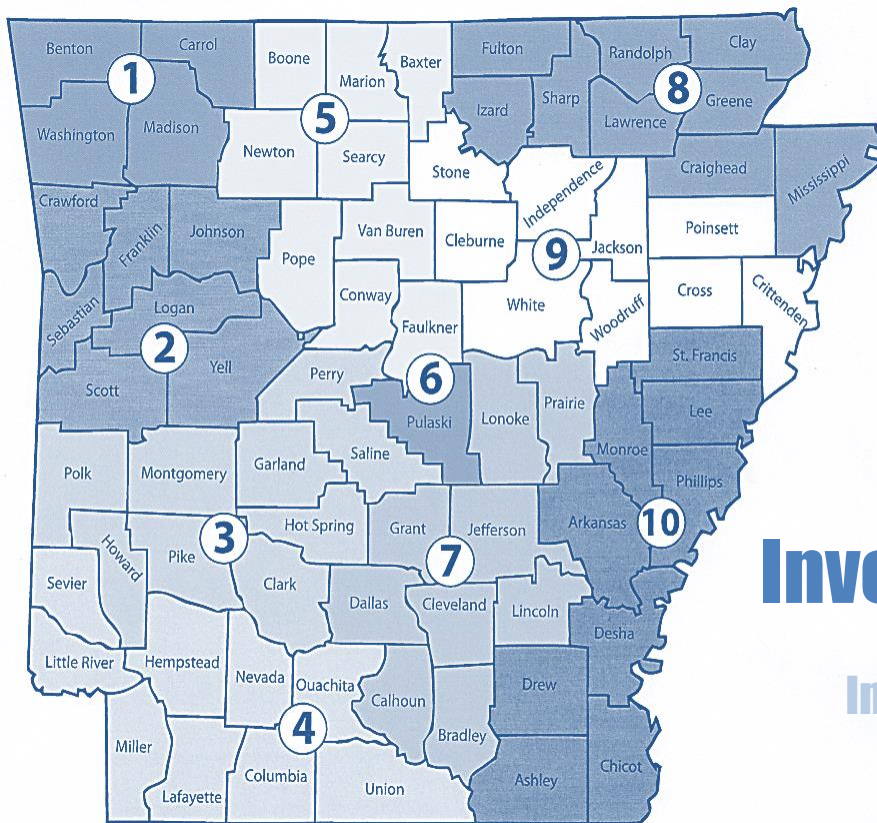 Benton
Carrol
Boone
Marion
Baxter
Fulton
Randolph
Clay
1
8
5
Izard
Sharp
Lawrence
Greene
Washington
Madison
Newton
Searcy
Stone
Independence
Craighead
Mississippi
Crawford
Franklin
Johnson
Pope
Van Buren
Cleburne
9
Jackson
Poinsett
Sebastian
Logan
Conway
Faulkner
White
Woodruff
Cross
Crittenden
2
Scott
Yell
Perry
6
Pulaski
Lonoke
Prairie
St. Francis
Lee
Monroe
Phillips
Polk
Montgomery
Garland
Saline
Hot Spring
Grant
Jefferson
Arkansas
10
3
Howard
Pike
Sevier
Clark
7
Dallas
Cleveland
Lincoln
Desha
Inve
Little River
Hempstead
Nevada
Ouachita
Calhoun
Bradley
Drew
In
4
Miller
Lafayette
Columbia
Union
Ashley
Chicot